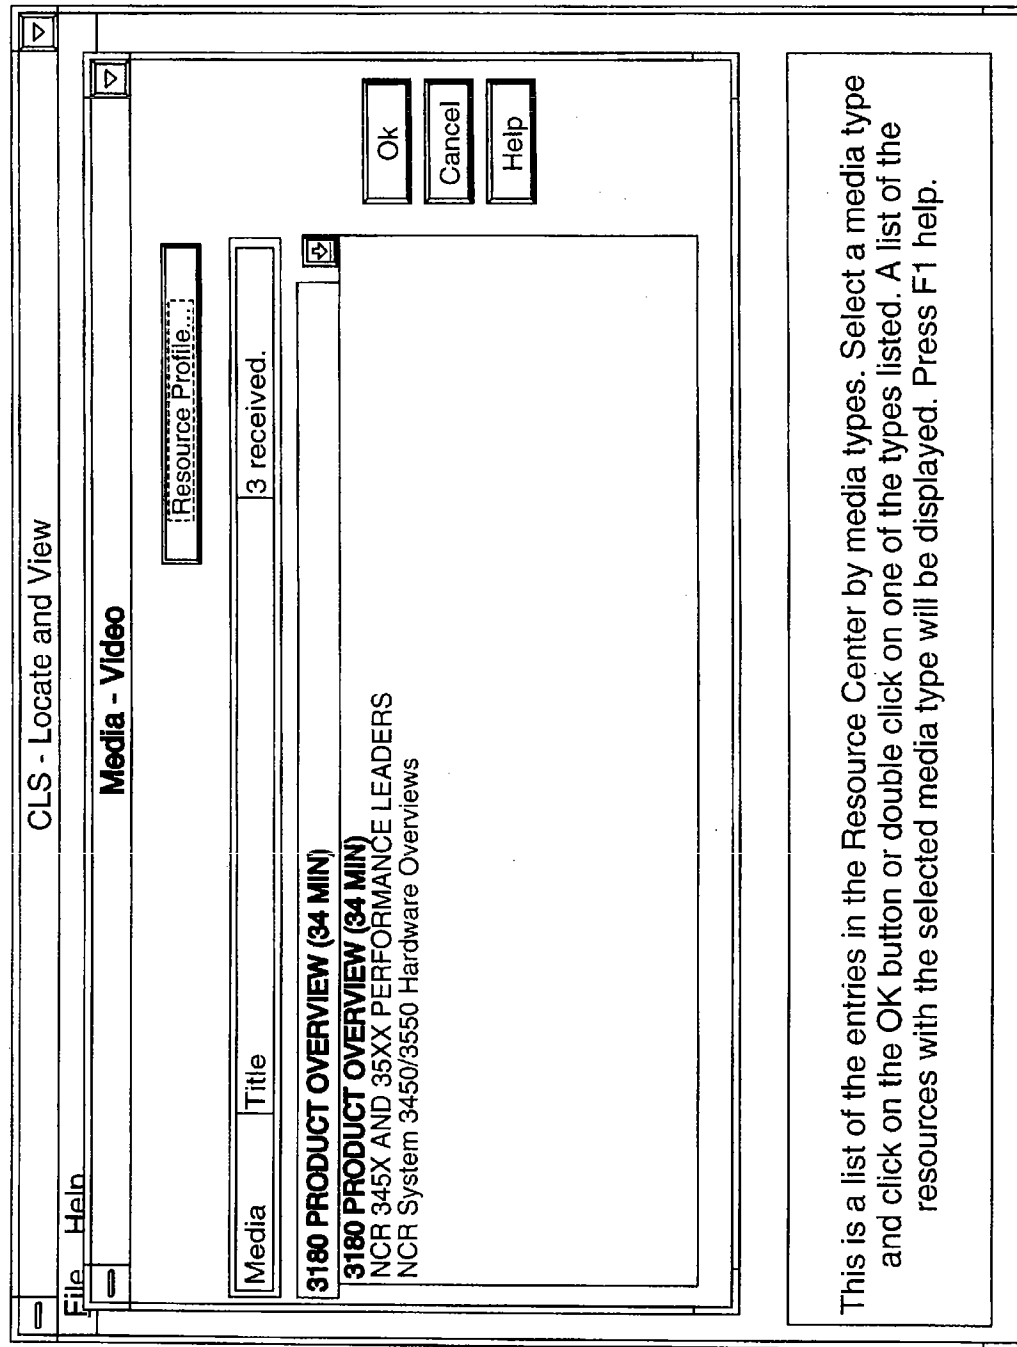 CLS - Locate and View
File Help
Media - Video
Resource Profile...
Media Title 3 received.
3180 PRODUCT OVERVIEW (34 MIN)
3180 PRODUCT OVERVIEW (34 MIN)
NCR 345X AND 35XX PERFORMANCE LEADERS
NCR System 3450/3550 Hardware Overviews
Ok
Cancel
Help
This is a list of the entries in the Resource Center by media types. Select a media type
and click on the OK button or double click on one of the types listed. A list of the
resources with the selected media type will be displayed. Press F1 help.